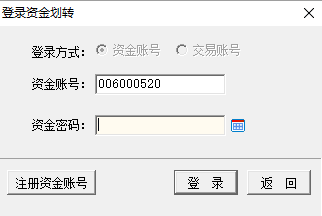 登录资金划转
登录方式： 资金账号 交易账号
资金账号： 006000520
资金密码：
注册资金账号 登 录 返 回